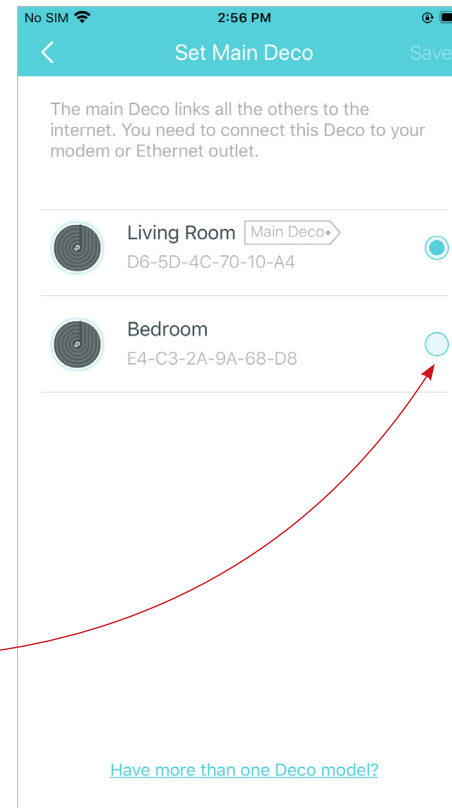 No SIM 2:56 PM
Set Main Deco Save
The main Deco links all the others to the
internet. You need to connect this Deco to your
modem or Ethernet outlet.
Living Room Main Deco
D6-5D-4C-70-10-A4
Bedroom
E4-C3-2A-9A-68-D8
Have more than one Deco model?